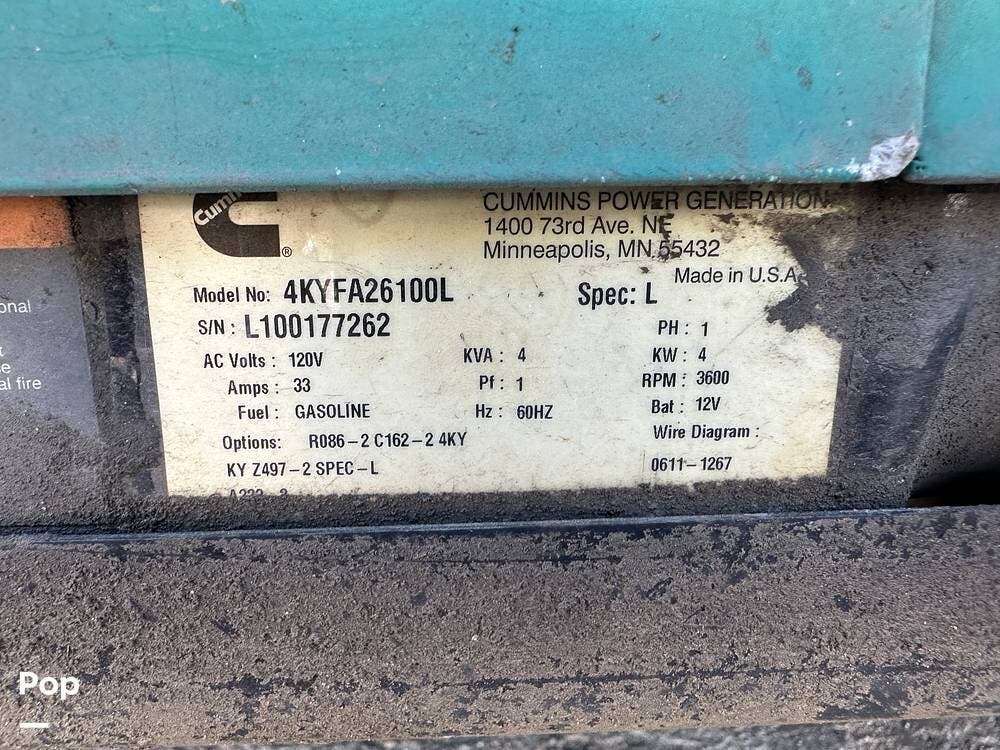 Cummins
®
CUMMINS POWER GENERATION
1400 73rd Ave. NE
Minneapolis, MN 55432
Made in U.S.A
Model No: 4KYFA26100L Spec: L
S/N : L100177262 PH : 1
AC Volts : 120V KVA : 4 KW : 4
Amps : 33 Pf : 1 RPM : 3600
Fuel : GASOLINE Hz : 60HZ Bat : 12V
Options: R086-2 C162-2 4KY Wire Diagram :
KY Z497-2 SPEC-L 0611-1267
onal
al fire
Pop